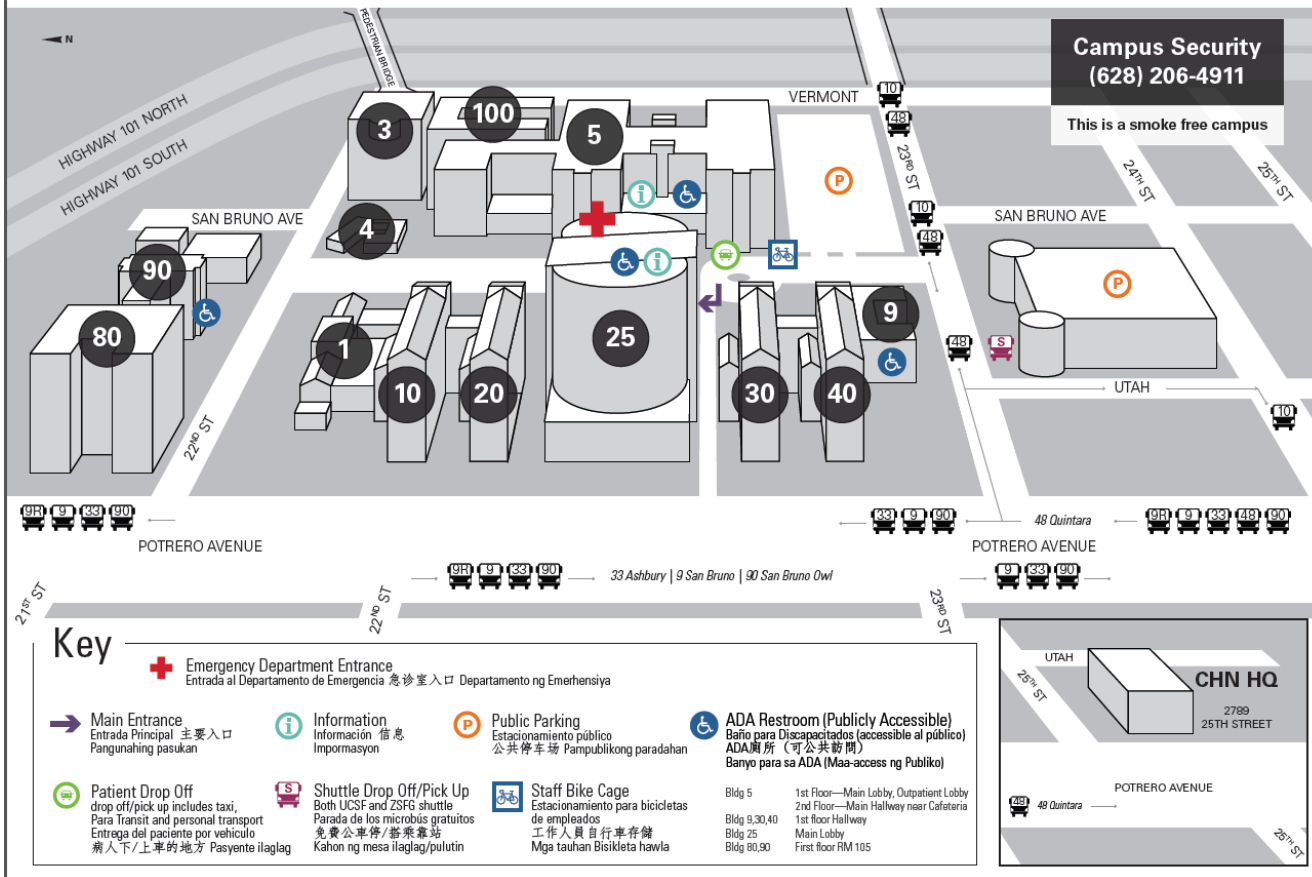 N
PEDESTRIAN BRIDGE
Campus Security
(628) 206-4911
This is a smoke free campus
HIGHWAY 101 NORTH
HIGHWAY 101 SOUTH
VERMONT
10
48
23RD ST
24TH ST
25TH ST
3
100
5
P
SAN BRUNO AVE
10
48
SAN BRUNO AVE
4
90
80
1
10
20
25
30
40
9
P
48
S
UTAH
10
22ND ST
9R 9 33 90
33 9 90
48 Quintara
9R 9 33 48 90
POTRERO AVENUE
POTRERO AVENUE
9R 9 33 90
33 Ashbury | 9 San Bruno | 90 San Bruno Owl
9 33 90
21ST ST
22ND ST
23RD ST
Key
Emergency Department Entrance
Entrada al Departamento de Emergencia 急诊室入口 Departamento ng Emerhensiya
Main Entrance
Entrada Principal 主要入口
Pangunahing pasukan
Information
Información 信息
Impormasyon
P
Public Parking
Estacionamiento público
公共停车场 Pampublikong paradahan
ADA Restroom (Publicly Accessible)
Baño para Discapacitados (accessible al público)
ADA廁所（可公共訪問）
Banyo para sa ADA (Maa-access ng Publiko)
Patient Drop Off
drop off/pick up includes taxi,
Para Transit and personal transport
Entrega del paciente por vehiculo
病人下/上車的地方 Pasyente ilaglag
S
Shuttle Drop Off/Pick Up
Both UCSF and ZSFG shuttle
Parada de los microbús gratuitos
免費公車停/搭乘靠站
Kahon ng mesa ilaglag/pulutin
Staff Bike Cage
Estacionamiento para bicicletas
de empleados
工作人員自行車存儲
Mga tauhan Bisikleta hawla
Bldg 5 1st Floor—Main Lobby, Outpatient Lobby
2nd Floor—Main Hallway near Cafeteria
Bldg 9,30,40 1st floor Hallway
Bldg 25 Main Lobby
Bldg 80,90 First floor RM 105
UTAH
25TH ST
CHN HQ
2789
25TH STREET
POTRERO AVENUE
48
48 Quintara
25TH ST